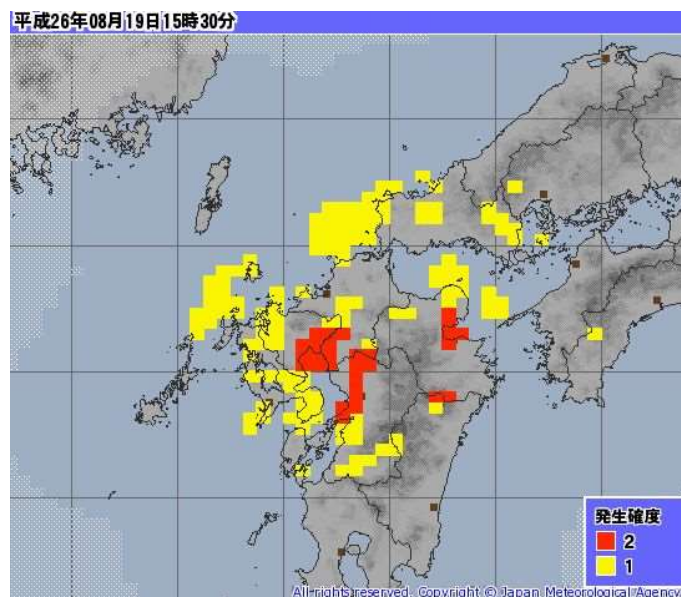 平成26年08月19日15時30分
発生確度
2
1
All rights reserved. Copyright © Japan Meteorological Agency